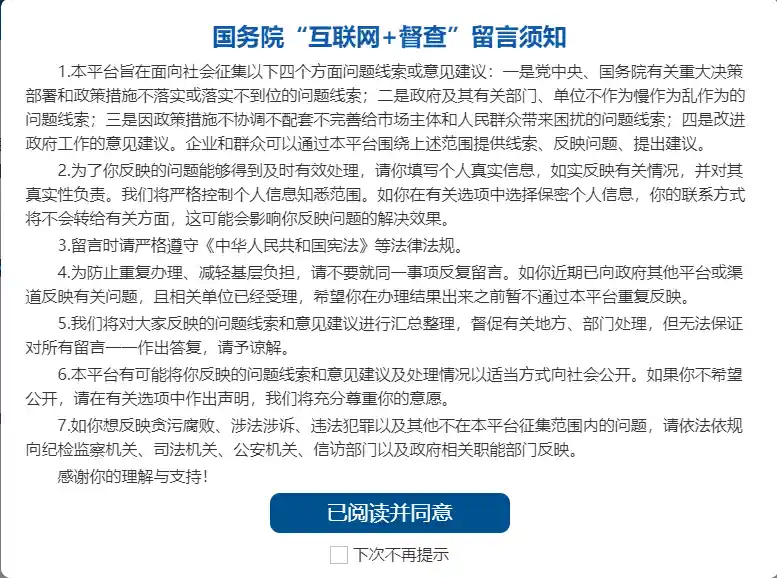 国务院“互联网+督查”留言须知
1.本平台旨在面向社会征集以下四个方面问题线索或意见建议：一是党中央、国务院有关重大决策
部署和政策措施不落实或落实不到位的问题线索；二是政府及其有关部门、单位不作为慢作为乱作为的
问题线索；三是因政策措施不协调不配套不完善给市场主体和人民群众带来困扰的问题线索；四是改进
政府工作的意见建议。企业和群众可以通过本平台围绕上述范围提供线索、反映问题、提出建议。
2.为了你反映的问题能够得到及时有效处理，请你填写个人真实信息，如实反映有关情况，并对其
真实性负责。我们将严格控制个人信息知悉范围。如你在有关选项中选择保密个人信息，你的联系方式
将不会转给有关方面，这可能会影响你反映问题的解决效果。
3.留言时请严格遵守《中华人民共和国宪法》等法律法规。
4.为防止重复办理、减轻基层负担，请不要就同一事项反复留言。如你近期已向政府其他平台或渠
道反映有关问题，且相关单位已经受理，希望你在办理结果出来之前暂不通过本平台重复反映。
5.我们将对大家反映的问题线索和意见建议进行汇总整理，督促有关地方、部门处理，但无法保证
对所有留言一一作出答复，请予谅解。
6.本平台有可能将你反映的问题线索和意见建议及处理情况以适当方式向社会公开。如果你不希望
公开，请在有关选项中作出声明，我们将充分尊重你的意愿。
7.如你想反映贪污腐败、涉法涉诉、违法犯罪以及其他不在本平台征集范围内的问题，请依法依规
向纪检监察机关、司法机关、公安机关、信访部门以及政府相关职能部门反映。
感谢你的理解与支持！
已阅读并同意
下次不再提示